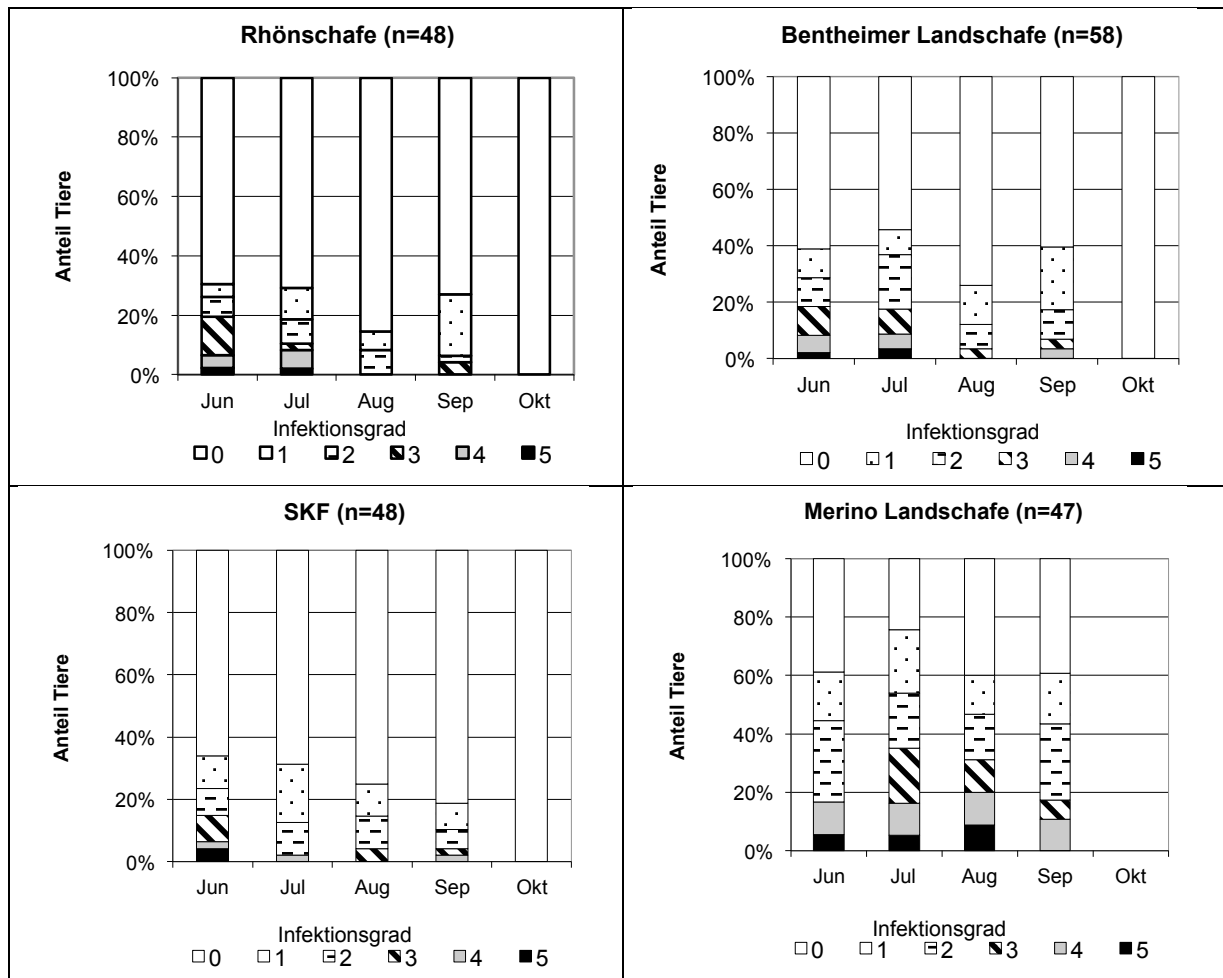 Rhönschafe (n=48)
100%
80%
60%
40%
20%
0%
Anteil Tiere
Jun Jul Aug Sep Okt
Infektionsgrad
0 1 2 3 4 5
Bentheimer Landschafe (n=58)
100%
80%
60%
40%
20%
0%
Anteil Tiere
Jun Jul Aug Sep Okt
Infektionsgrad
0 1 2 3 4 5
SKF (n=48)
100%
80%
60%
40%
20%
0%
Anteil Tiere
Jun Jul Aug Sep Okt
Infektionsgrad
0 1 2 3 4 5
Merino Landschafe (n=47)
100%
80%
60%
40%
20%
0%
Anteil Tiere
Jun Jul Aug Sep Okt
Infektionsgrad
0 1 2 3 4 5